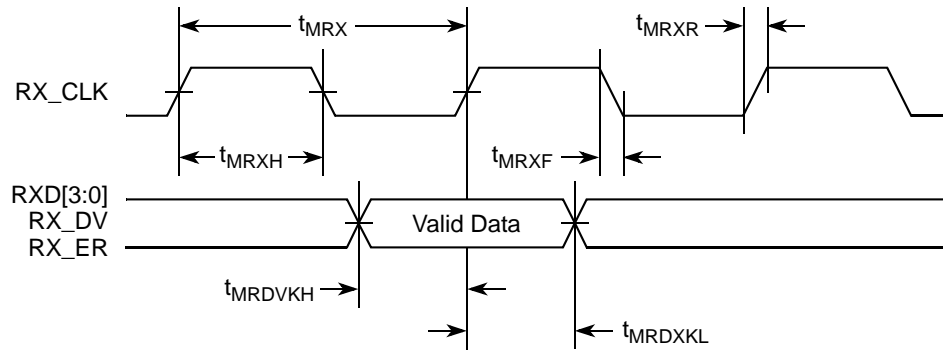 tMRX
tMRXR
RX_CLK
tMRXH
tMRXF
RXD[3:0]
RX_DV
Valid Data
RX_ER
tMRDVKH
tMRDXKL